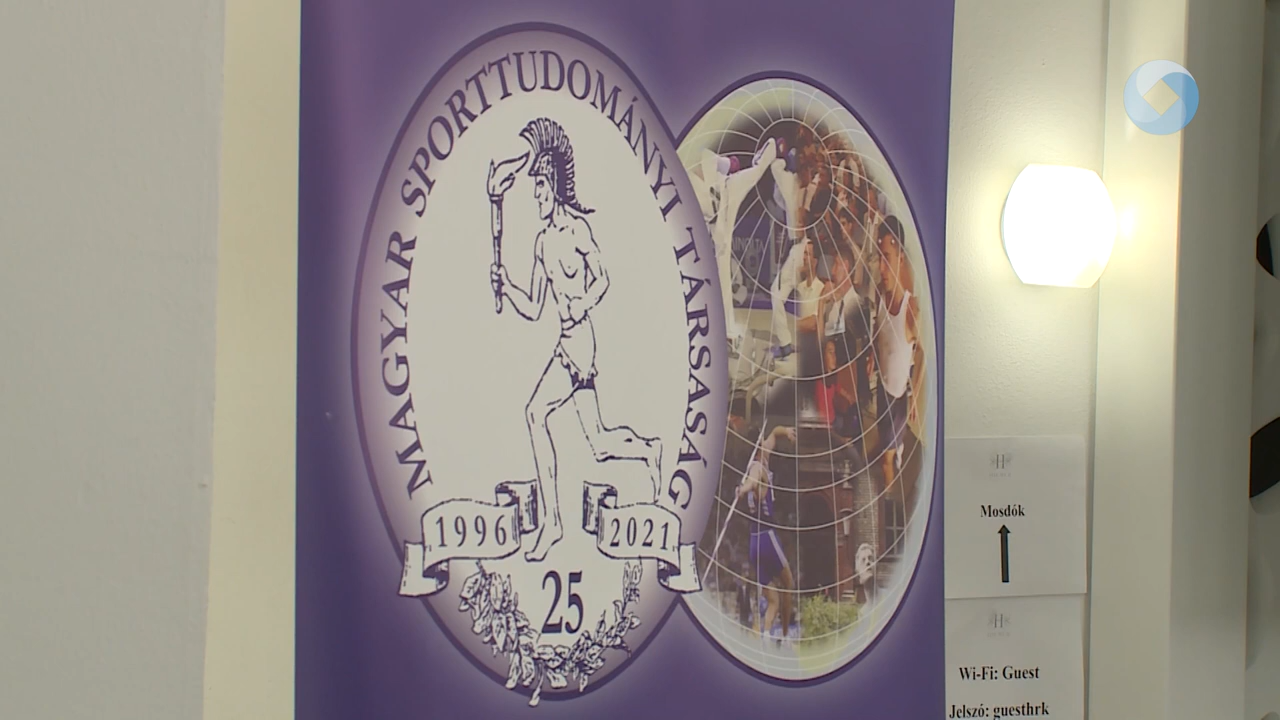 MAGYAR SPORTTUDOMÁNYI TÁRSASÁG
1996
2021
25
H
Mosdók
H
Wi-Fi: Guest
Jelszó: guesthrk